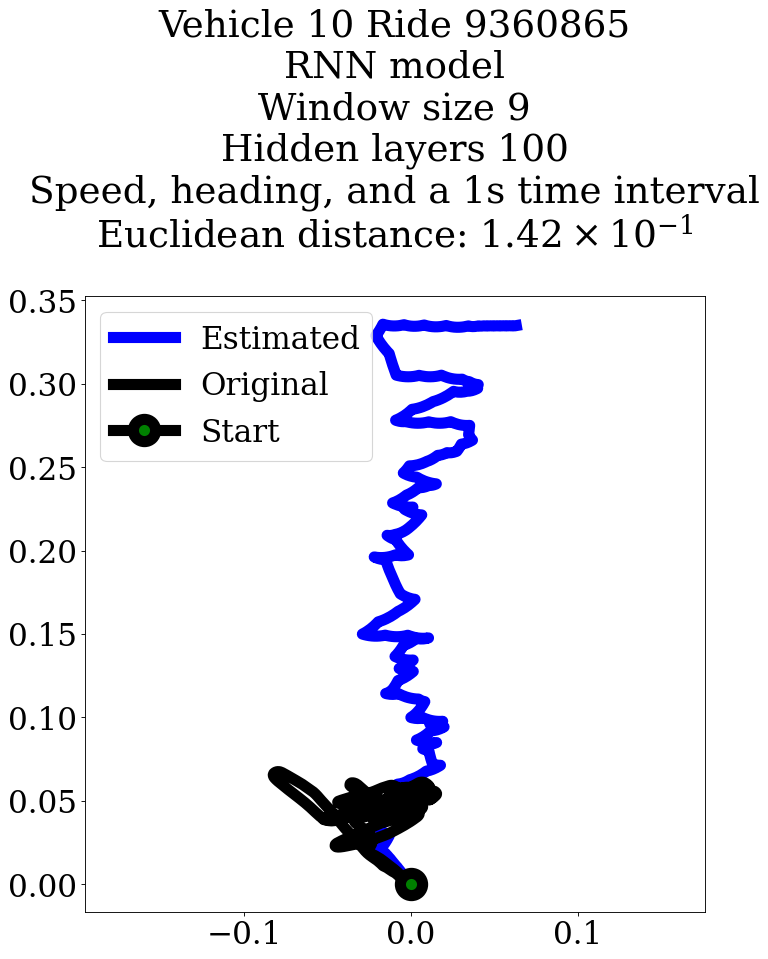 Vehicle 10 Ride 9360865
RNN model
Window size 9
Hidden layers 100
Speed, heading, and a 1s time interval
Euclidean distance: 1.42 × 10⁻¹
0.35
0.30
0.25
0.20
0.15
0.10
0.05
0.00
Estimated
Original
Start
−0.1
0.0
0.1